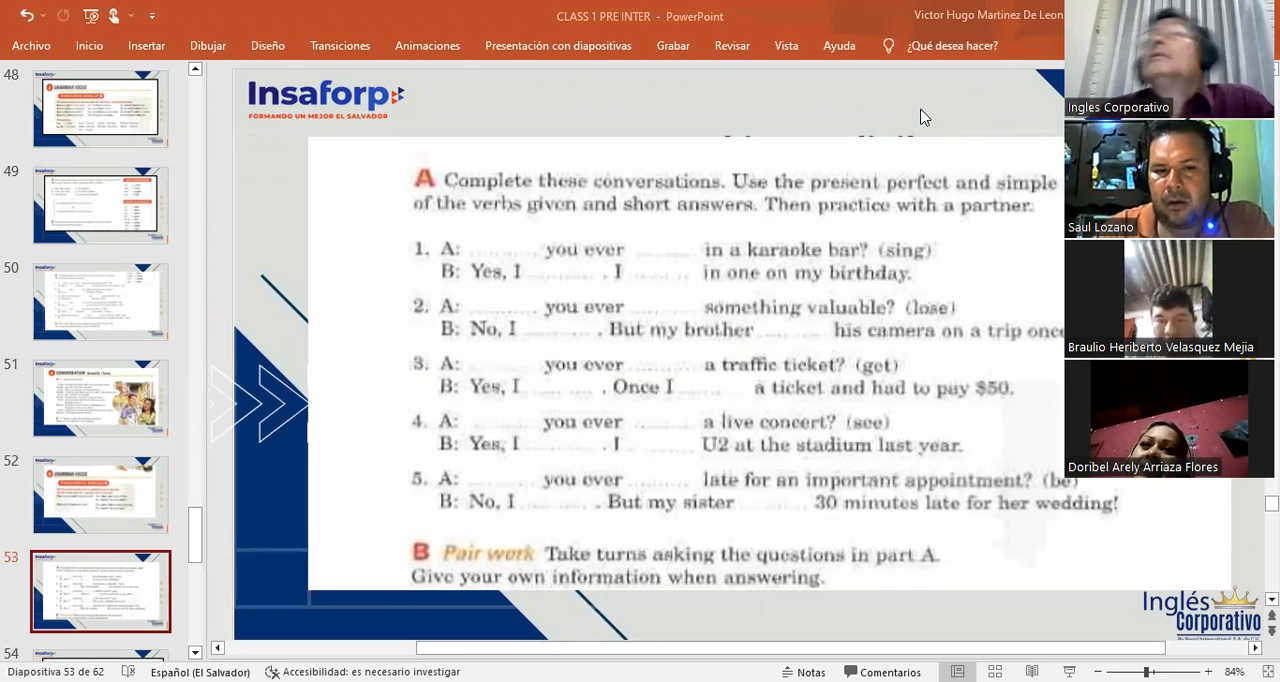 CLASS 1 PRE INTER - PowerPoint
Victor Hugo Martinez De Leon
Archivo Inicio Insertar Dibujar Diseño Transiciones Animaciones Presentación con diapositivas Grabar Revisar Vista Ayuda ¿Qué desea hacer?
48
49
50
51
52
53
54
Insaforp
FORMANDO UN MEJOR EL SALVADOR
A Complete these conversations. Use the present perfect and simple
of the verbs given and short answers. Then practice with a partner.
1. A: ........ you ever ........ in a karaoke bar? (sing)
B: Yes, I ........ . I ........ in one on my birthday.
2. A: ........ you ever ........ something valuable? (lose)
B: No, I ........ . But my brother ........ his camera on a trip once
3. A: ........ you ever ........ a traffic ticket? (get)
B: Yes, I ........ . Once I ........ a ticket and had to pay $50.
4. A: ........ you ever ........ a live concert? (see)
B: Yes, I ........ . I ........ U2 at the stadium last year.
5. A: ........ you ever ........ late for an important appointment? (be)
B: No, I ........ . But my sister ........ 30 minutes late for her wedding!
B Pair work Take turns asking the questions in part A.
Give your own information when answering.
Inglés
Corporativo
Ingles Corporativo
Saul Lozano
Braulio Heriberto Velasquez Mejia
Doribel Arely Arriaza Flores
Diapositiva 53 de 62 Español (El Salvador) Accesibilidad: es necesario investigar Notas Comentarios 84%